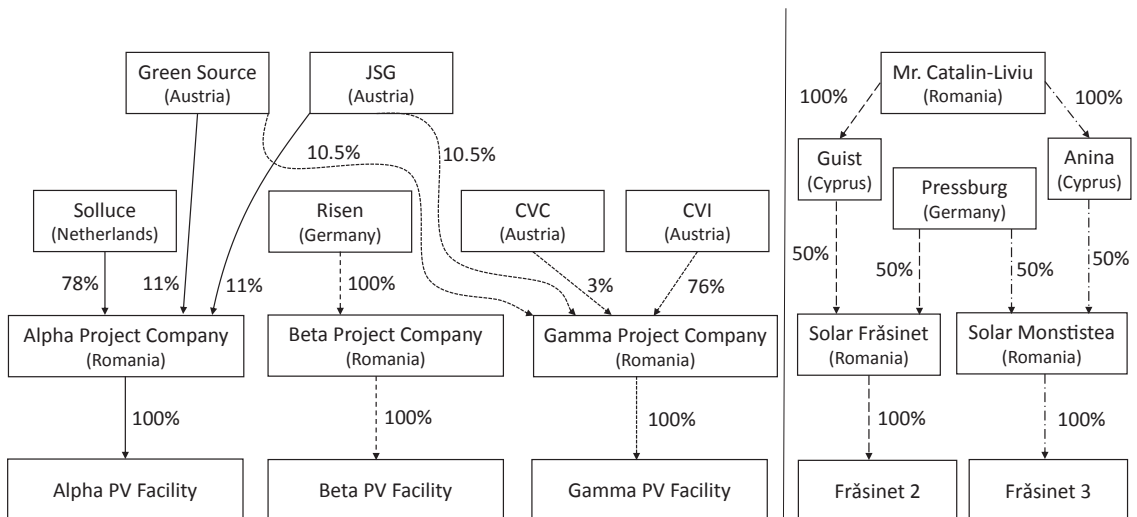 Green Source
(Austria)
JSG
(Austria)
Mr. Catalin-Liviu
(Romania)
100%
100%
10.5%
10.5%
Guist
(Cyprus)
Anina
(Cyprus)
Solluce
(Netherlands)
Risen
(Germany)
CVC
(Austria)
CVI
(Austria)
Pressburg
(Germany)
78%
11%
11%
100%
3%
76%
50%
50%
50%
50%
Alpha Project Company
(Romania)
Beta Project Company
(Romania)
Gamma Project Company
(Romania)
Solar Frăsinet
(Romania)
Solar Monstistea
(Romania)
100%
100%
100%
100%
100%
Alpha PV Facility
Beta PV Facility
Gamma PV Facility
Frăsinet 2
Frăsinet 3